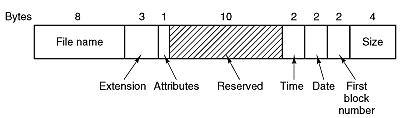 Bytes 8 3 1 10 2 2 2 4
File name Size
Extension Attributes Reserved Time Date First
block
number